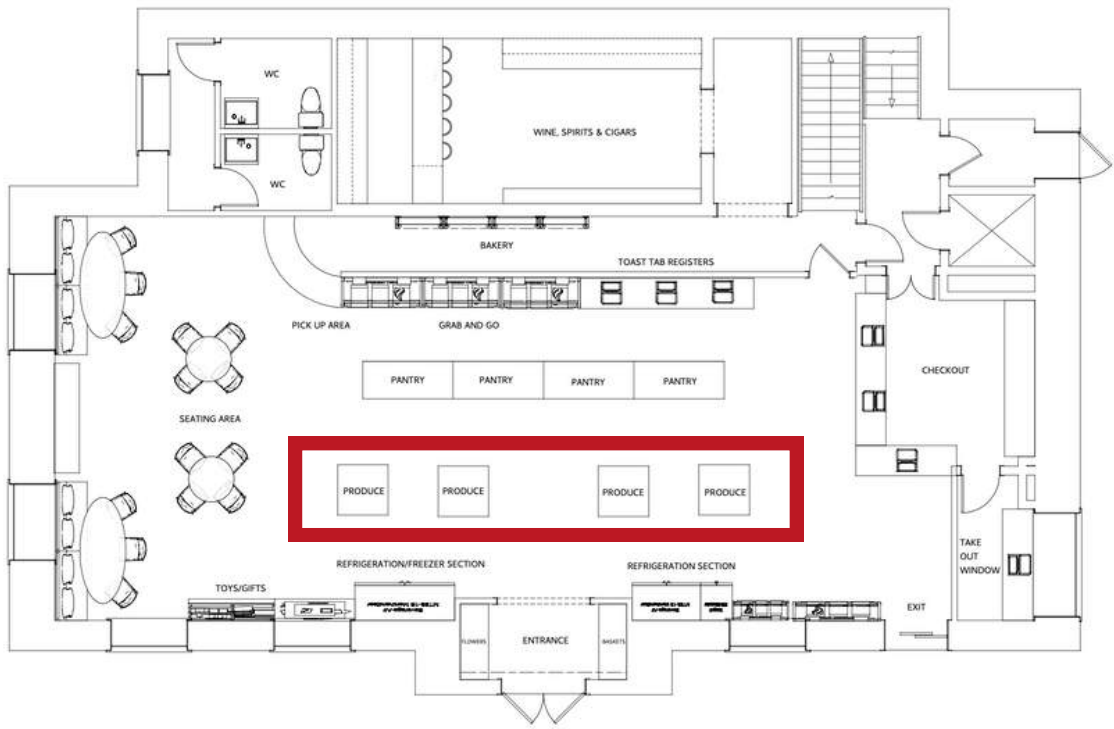 WC
WINE, SPIRITS & CIGARS
WC
BAKERY
TOAST TAB REGISTERS
PICK UP AREA
GRAB AND GO
CHECKOUT
PANTRY
PANTRY
PANTRY
PANTRY
SEATING AREA
PRODUCE
PRODUCE
PRODUCE
PRODUCE
TAKE
OUT
WINDOW
REFRIGERATION/FREEZER SECTION
REFRIGERATION SECTION
TOYS/GIFTS
EXIT
FLOWERS
ENTRANCE
BASKETS